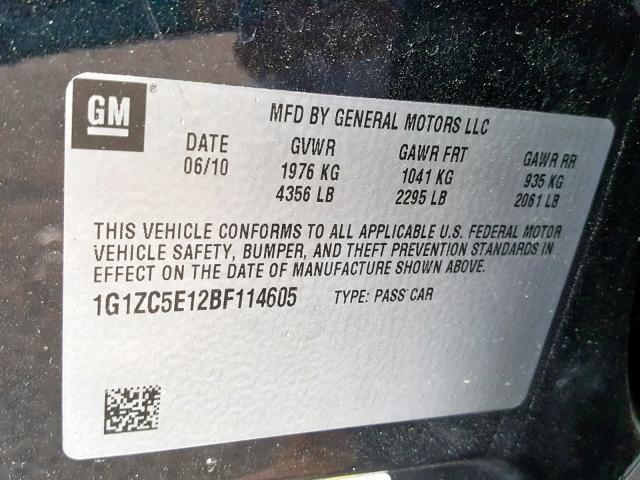 GM ®
MFD BY GENERAL MOTORS LLC
DATE GVWR GAWR FRT GAWR RR
06/10 1976 KG 1041 KG 935 KG
4356 LB 2295 LB 2061 LB
THIS VEHICLE CONFORMS TO ALL APPLICABLE U.S. FEDERAL MOTOR
VEHICLE SAFETY, BUMPER, AND THEFT PREVENTION STANDARDS IN
EFFECT ON THE DATE OF MANUFACTURE SHOWN ABOVE.
1G1ZC5E12BF114605 TYPE: PASS CAR